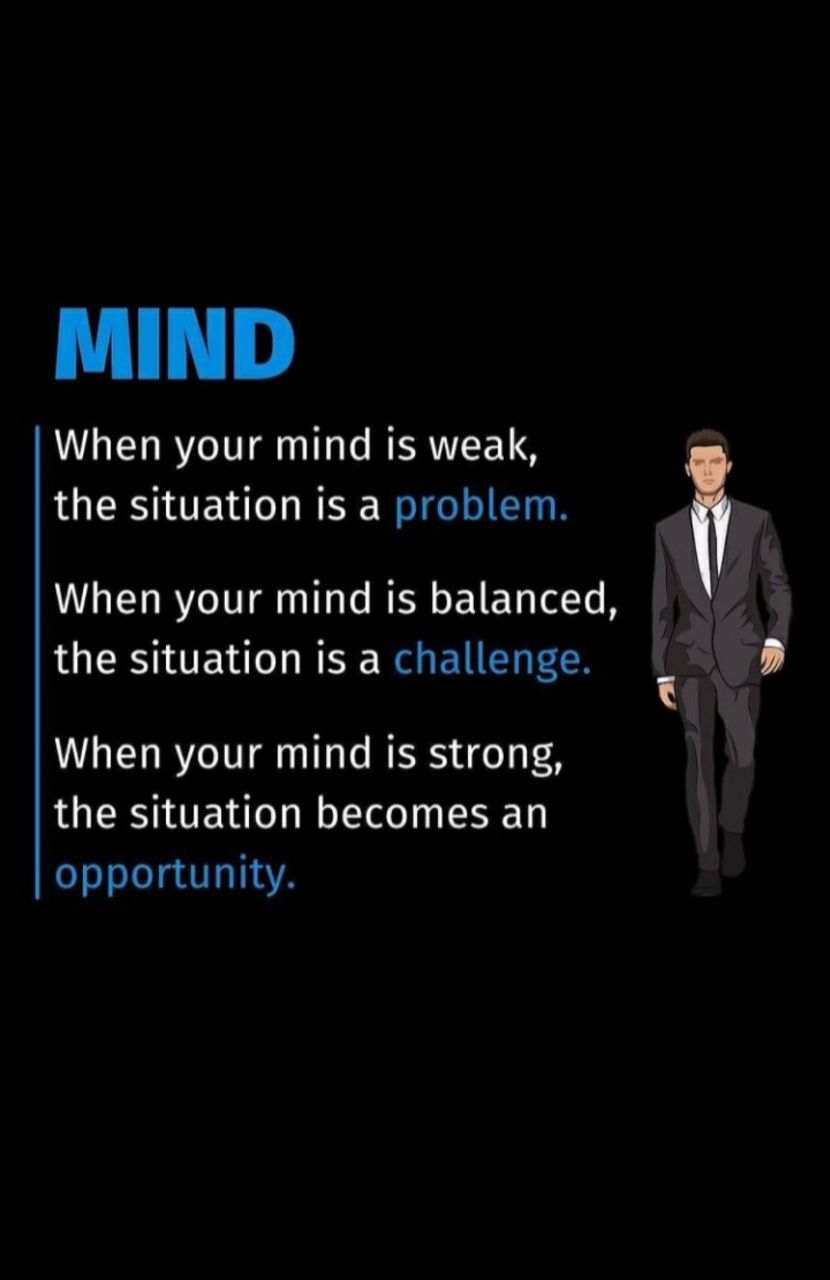 MIND
When your mind is weak,
the situation is a problem.
When your mind is balanced,
the situation is a challenge.
When your mind is strong,
the situation becomes an
opportunity.